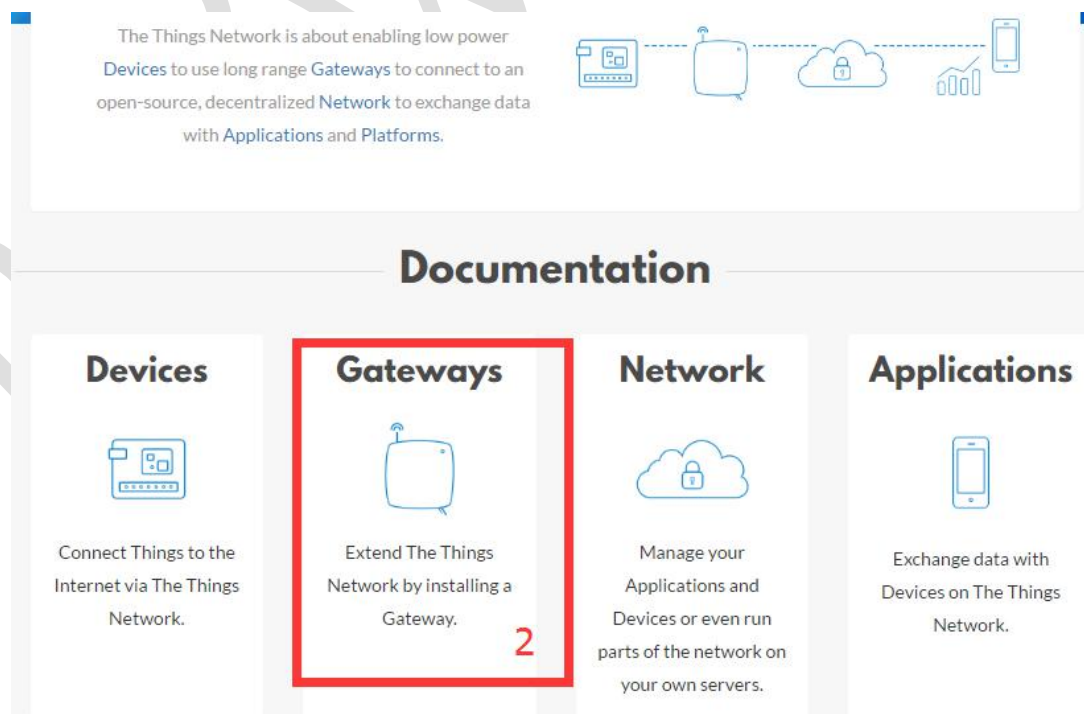 The Things Network is about enabling low power
Devices to use long range Gateways to connect to an
open-source, decentralized Network to exchange data
with Applications and Platforms.
Documentation
Devices
Connect Things to the
Internet via The Things
Network.
Gateways
Extend The Things
Network by installing a
Gateway.
2
Network
Manage your
Applications and
Devices or even run
parts of the network on
your own servers.
Applications
Exchange data with
Devices on The Things
Network.